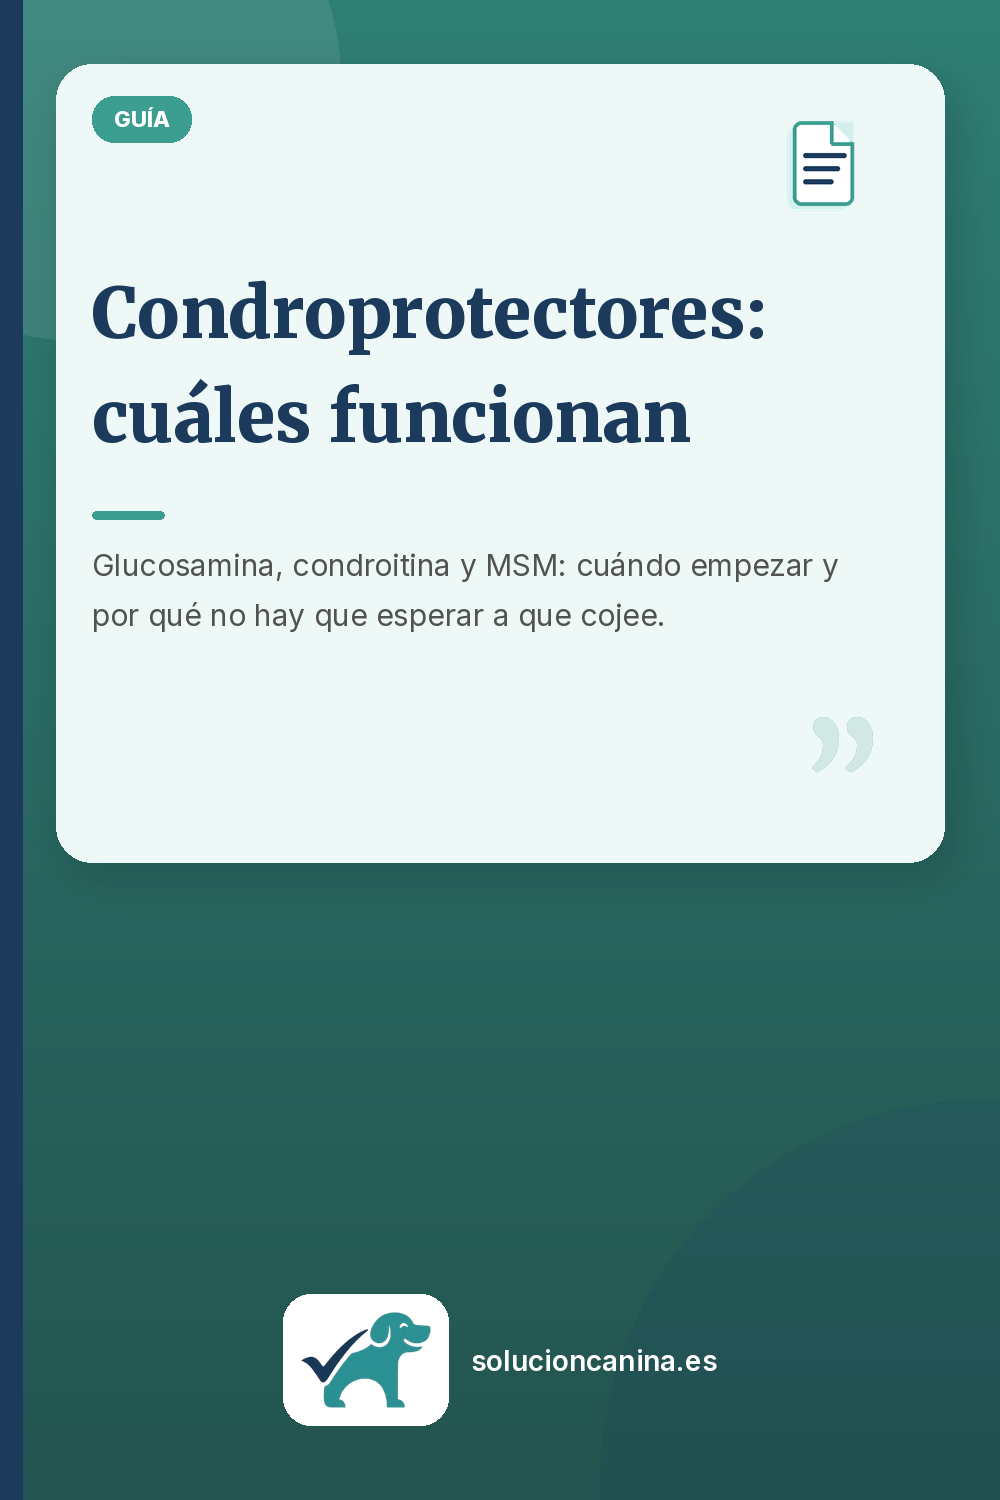 GUÍA
Condroprotectores:
cuáles funcionan
Glucosamina, condroitina y MSM: cuándo empezar y
por qué no hay que esperar a que cojee.
”
solucioncanina.es